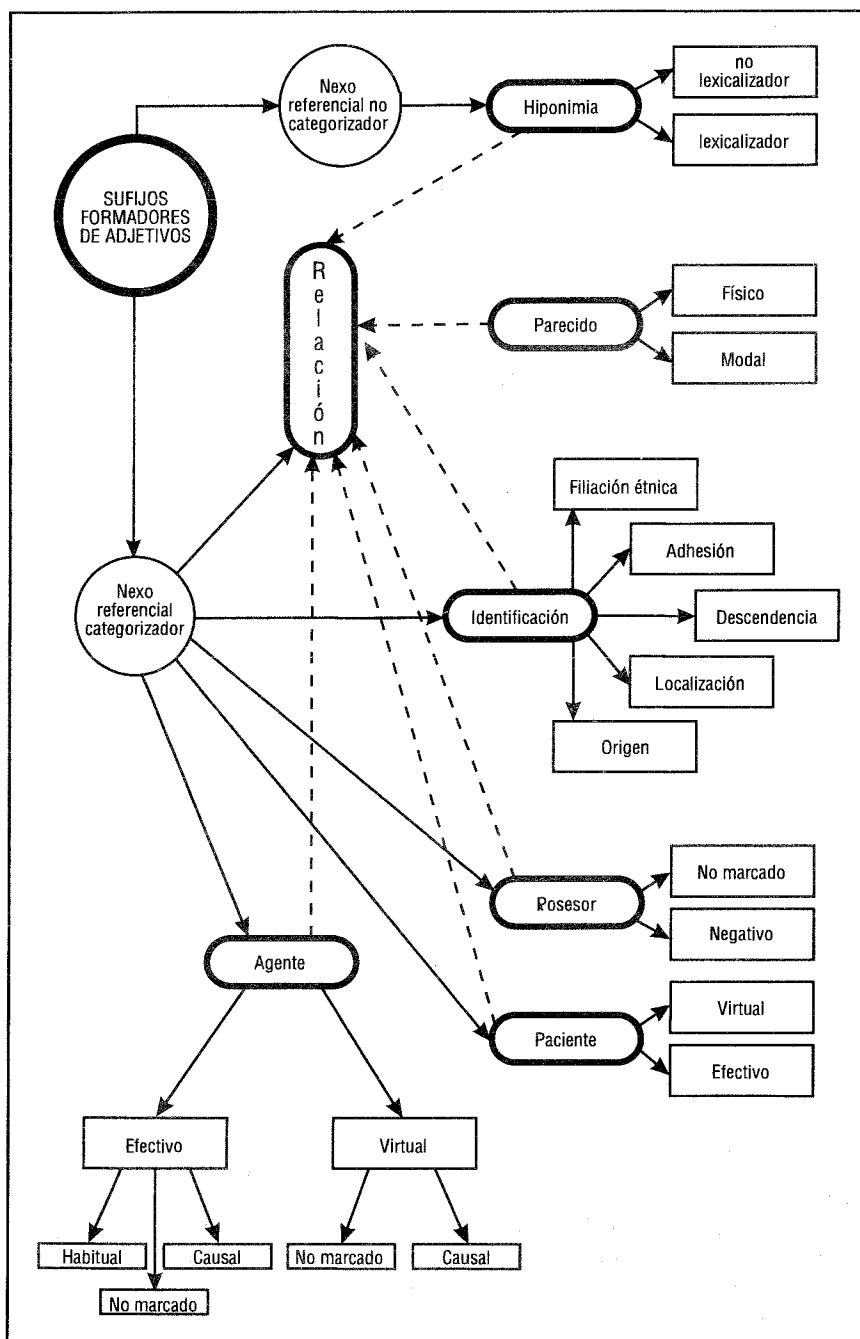 Nexo
referencial no
categorizador
Hiponimia
no
lexicalizador
lexicalizador
SUFIJOS
FORMADORES
DE ADJETIVOS
Relación
Parecido
Físico
Modal
Filiación étnica
Adhesión
Nexo
referencial
categorizador
Identificación
Descendencia
Localización
Origen
Posesor
No marcado
Negativo
Agente
Paciente
Virtual
Efectivo
Efectivo
Virtual
Habitual
Causal
No marcado
Causal
No marcado